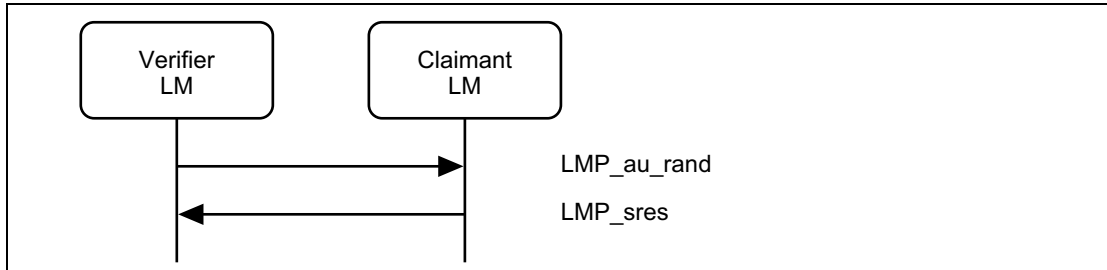 Verifier
LM
Claimant
LM
LMP_au_rand
LMP_sres